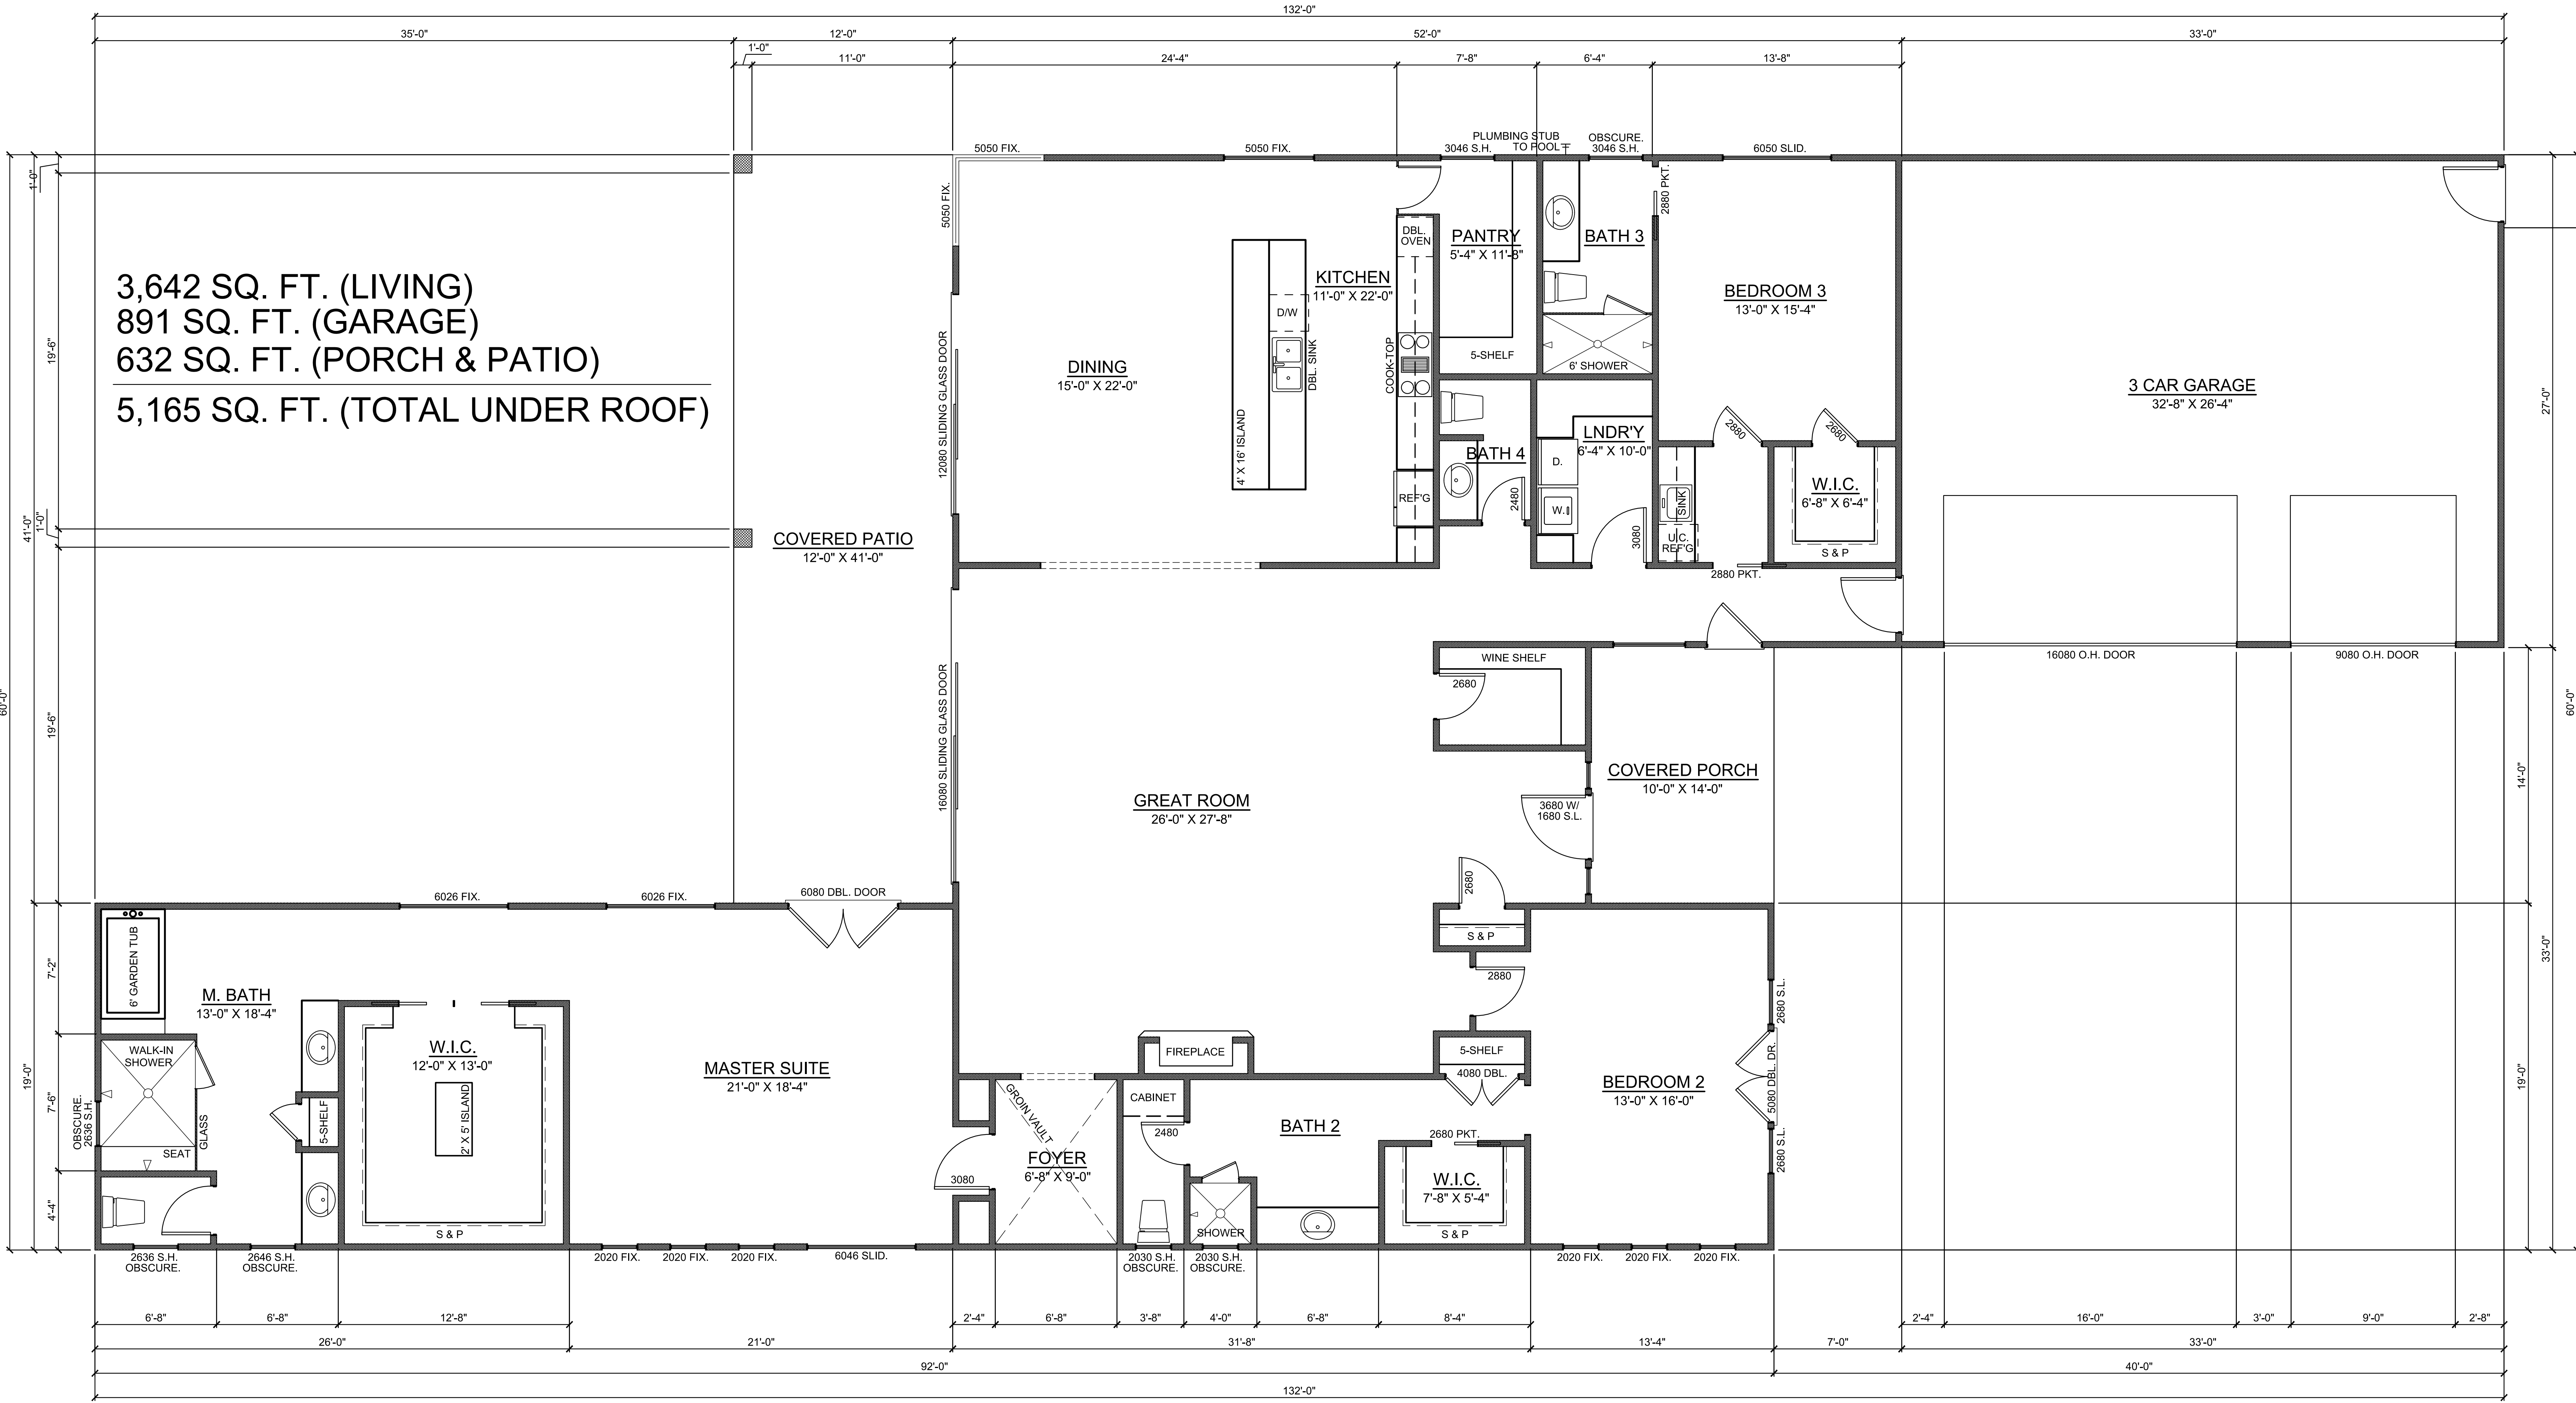 132'-0"
35'-0"
12'-0"
52'-0"
33'-0"
1'-0"
11'-0"
24'-4"
7'-8"
6'-4"
13'-8"
PLUMBING STUB
TO POOL
OBSCURE.
3046 S.H.
5050 FIX.
5050 FIX.
3046 S.H.
6050 SLID.
5050 FIX.
2880 PKT.
1'-0"
19'-6"
1'-0"
41'-0"
19'-6"
60'-0"
3,642 SQ. FT. (LIVING)
891 SQ. FT. (GARAGE)
632 SQ. FT. (PORCH & PATIO)
5,165 SQ. FT. (TOTAL UNDER ROOF)
DBL.
OVEN
PANTRY
5'-4" X 11'-8"
BATH 3
KITCHEN
11'-0" X 22'-0"
BEDROOM 3
13'-0" X 15'-4"
D/W
DBL. SINK
COOK-TOP
5-SHELF
6' SHOWER
DINING
15'-0" X 22'-0"
12080 SLIDING GLASS DOOR
4' X 16' ISLAND
3 CAR GARAGE
32'-8" X 26'-4"
27'-0"
LNDR'Y
6'-4" X 10'-0"
2880
2680
BATH 4
D.
W.
REF'G
2480
3080
SINK
U.C.
REF'G
W.I.C.
6'-8" X 6'-4"
S & P
2880 PKT.
COVERED PATIO
12'-0" X 41'-0"
WINE SHELF
2680
16080 O.H. DOOR
9080 O.H. DOOR
16080 SLIDING GLASS DOOR
60'-0"
COVERED PORCH
10'-0" X 14'-0"
14'-0"
GREAT ROOM
26'-0" X 27'-8"
3680 W/
1680 S.L.
2680
S & P
2880
6026 FIX.
6026 FIX.
6080 DBL. DOOR
6' GARDEN TUB
7'-2"
M. BATH
13'-0" X 18'-4"
33'-0"
2680 S.L.
WALK-IN
SHOWER
W.I.C.
12'-0" X 13'-0"
FIREPLACE
5-SHELF
4080 DBL.
MASTER SUITE
21'-0" X 18'-4"
BEDROOM 2
13'-0" X 16'-0"
5080 DBL. DR.
19'-0"
19'-0"
7'-6"
OBSCURE.
2636 S.H.
GLASS
5-SHELF
2' X 5' ISLAND
GROIN VAULT
CABINET
2480
BATH 2
2680 PKT.
2680 S.L.
SEAT
3080
FOYER
6'-8" X 9'-0"
W.I.C.
7'-8" X 5'-4"
4'-4"
SHOWER
S & P
S & P
2636 S.H.
OBSCURE.
2646 S.H.
OBSCURE.
2020 FIX.
2020 FIX.
2020 FIX.
6046 SLID.
2030 S.H.
OBSCURE.
2030 S.H.
OBSCURE.
2020 FIX.
2020 FIX.
2020 FIX.
6'-8"
6'-8"
12'-8"
2'-4"
6'-8"
3'-8"
4'-0"
6'-8"
8'-4"
2'-4"
16'-0"
3'-0"
9'-0"
2'-8"
26'-0"
21'-0"
31'-8"
13'-4"
7'-0"
33'-0"
92'-0"
40'-0"
132'-0"